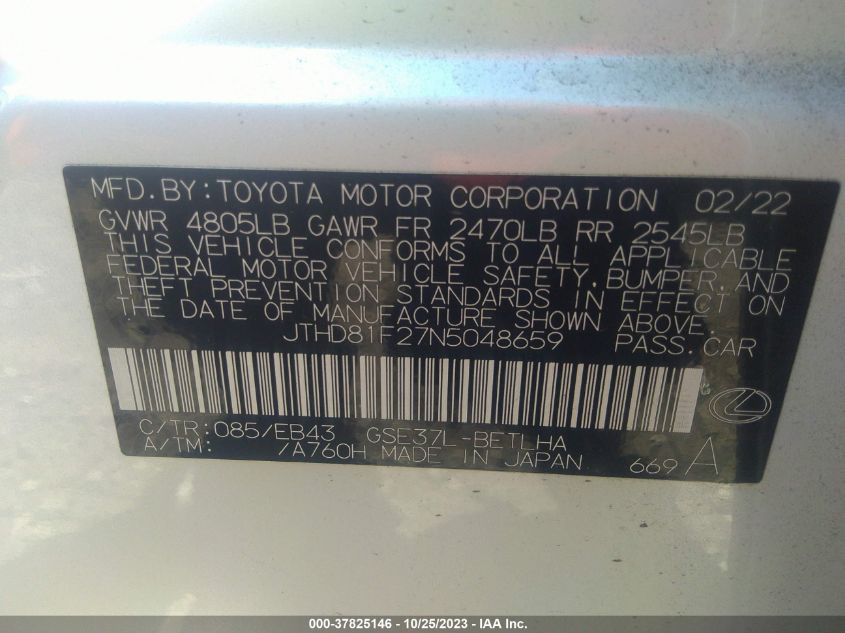 MFD.BY:TOYOTA MOTOR CORPORATION 02/22
GVWR 4805LB GAWR FR 2470LB RR 2545LB
THIS VEHICLE CONFORMS TO ALL APPLICABLE
FEDERAL MOTOR VEHICLE SAFETY,BUMPER,AND
THEFT PREVENTION STANDARDS IN EFFECT ON
THE DATE OF MANUFACTURE SHOWN ABOVE.
JTHD81F27N5048659 PASS.CAR
C/TR:085/EB43 GSE37L-BETLHA
A/TM: /A760H MADE IN JAPAN 669 A
000-37825146 - 10/25/2023 - IAA Inc.